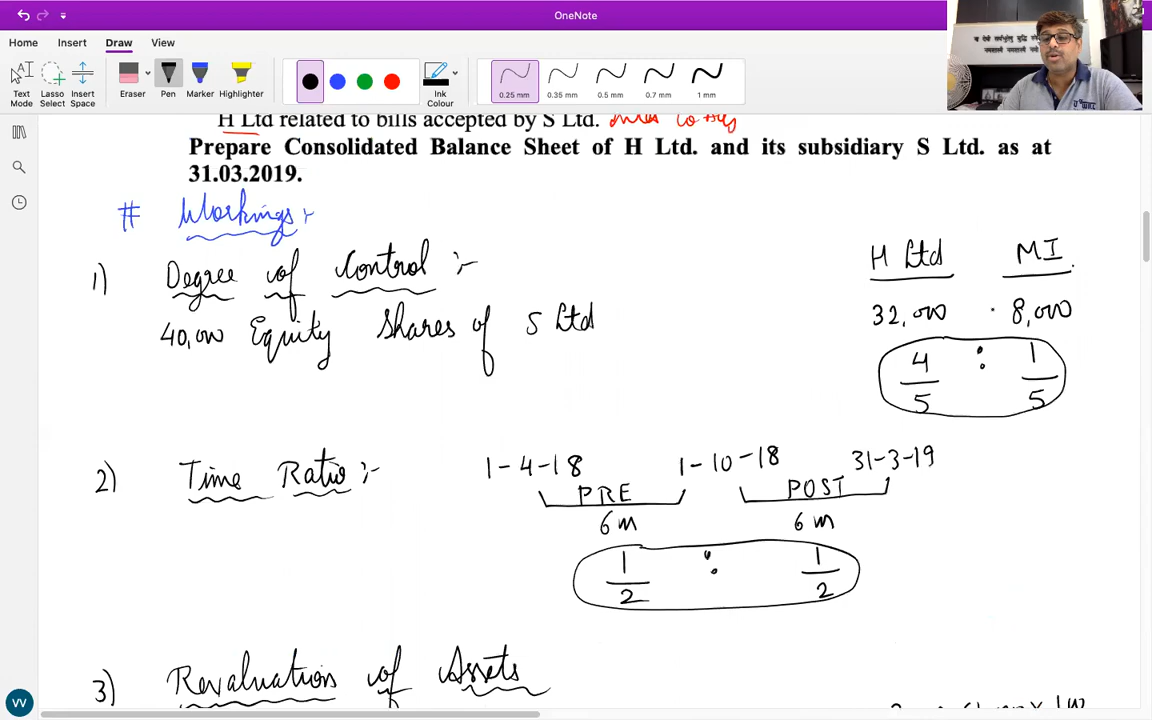 OneNote
Home Insert Draw View
Text Mode
Lasso Select
Insert Space
Eraser
Pen
Marker
Highlighter
Ink Colour
0.25 mm
0.35 mm
0.5 mm
0.7 mm
1 mm
H Ltd related to bills accepted by S Ltd.
Prepare Consolidated Balance Sheet of H Ltd. and its subsidiary S Ltd. as at
31.03.2019.
# Workings:-
H Ltd MI
1) Degree of Control :-
32,000 8,000
40,000 Equity Shares of S Ltd
4/5 : 1/5
1-4-18 1-10-18 31-3-19
2) Time Ratio :-
PRE POST
6 m 6 m
1/2 : 1/2
3) Revaluation of Assets
VV